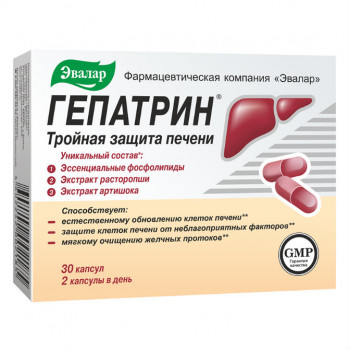 Эвалар
Фармацевтическая компания «Эвалар»
ГЕПАТРИН®
Тройная защита печени
Уникальный состав*:
1 Эссенциальные фосфолипиды
2 Экстракт расторопши
3 Экстракт артишока
Способствует:
• естественному обновлению клеток печени**
• защите клеток печени от неблагоприятных факторов**
• мягкому очищению желчных протоков**
30 капсул
2 капсулы в день
GMP
Гарантия
качества